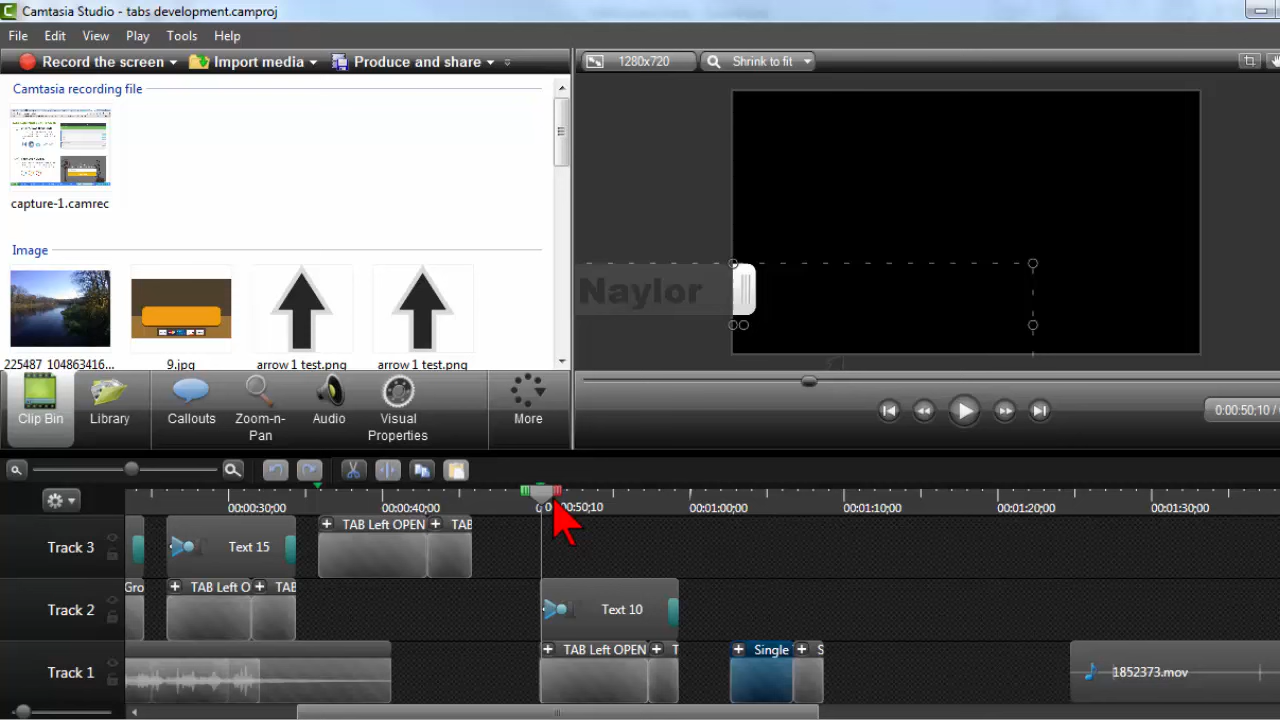 Camtasia Studio - tabs development.camproj
File Edit View Play Tools Help
Record the screen Import media Produce and share
1280x720 Shrink to fit
Camtasia recording file
capture-1.camrec
Image
225487_104863416... 9.jpg arrow 1 test.png arrow 1 test.png
Naylor
Clip Bin Library Callouts Zoom-n-Pan Audio Visual Properties More
0:00:50;10 /
00:00:30;00 00:00:40;00 00:50;10 00:01:00;00 00:01:10;00 00:01:20;00 00:01:30;00
Track 3 Text 15 TAB Left OPEN TAB
Track 2 Gro TAB Left O TAB Text 10
Track 1 TAB Left OPEN T Single S 1852373.mov